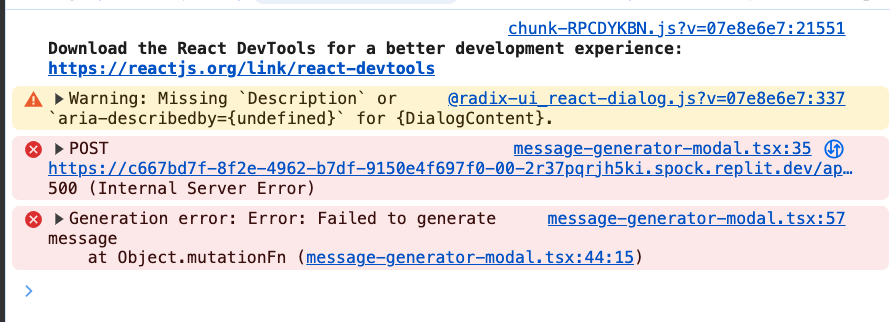 chunk-RPCDYKBN.js?v=07e8e6e7:21551
Download the React DevTools for a better development experience:
https://reactjs.org/link/react-devtools
Warning: Missing `Description` or @radix-ui_react-dialog.js?v=07e8e6e7:337
`aria-describedby={undefined}` for {DialogContent}.
POST message-generator-modal.tsx:35
https://c667bd7f-8f2e-4962-b7df-9150e4f697f0-00-2r37pqrjh5ki.spock.replit.dev/ap…
500 (Internal Server Error)
Generation error: Error: Failed to generate message-generator-modal.tsx:57
message
at Object.mutationFn (message-generator-modal.tsx:44:15)